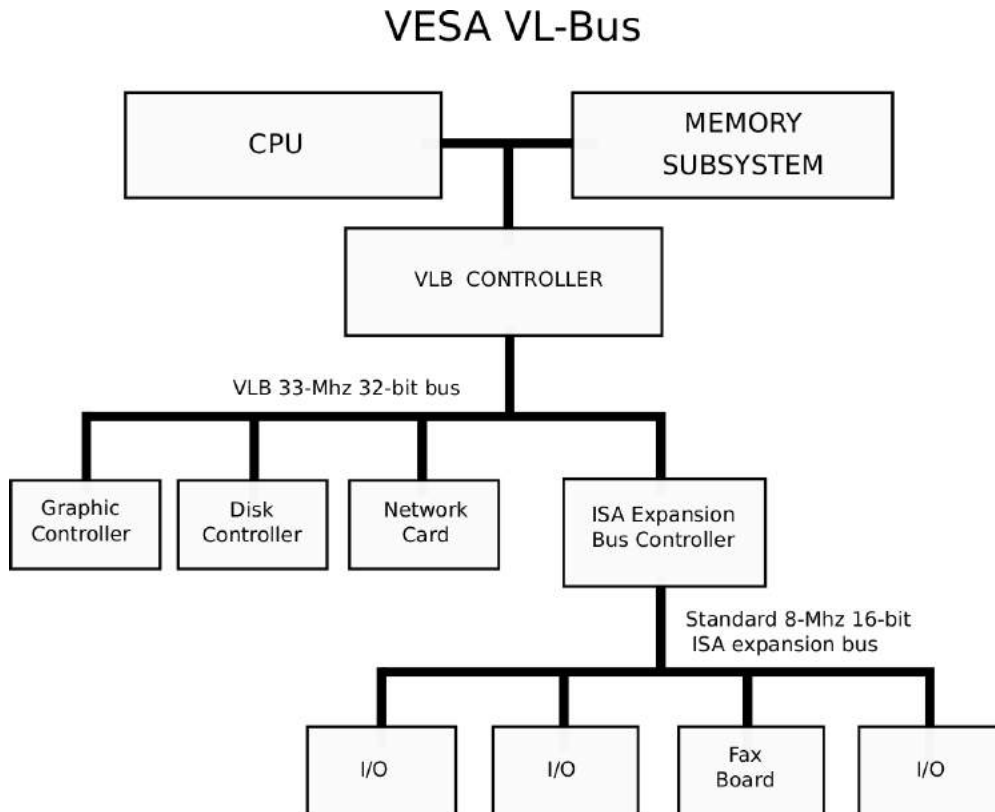 VESA VL-Bus
CPU
MEMORY
SUBSYSTEM
VLB CONTROLLER
VLB 33-Mhz 32-bit bus
Graphic
Controller
Disk
Controller
Network
Card
ISA Expansion
Bus Controller
Standard 8-Mhz 16-bit
ISA expansion bus
I/O
I/O
Fax
Board
I/O